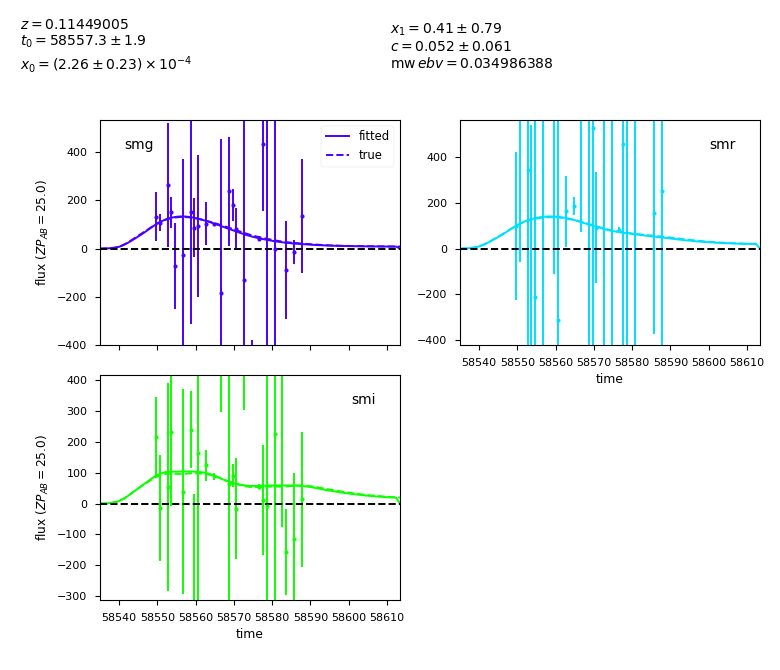 z = 0.11449005
t₀ = 58557.3 ± 1.9
x₀ = (2.26 ± 0.23) × 10⁻⁴
x₁ = 0.41 ± 0.79
c = 0.052 ± 0.061
mw ebv = 0.034986388
smg
fitted
true
400
200
0
−200
−400
flux (ZP_AB = 25.0)
smr
400
200
0
−200
−400
58540 58550 58560 58570 58580 58590 58600 58610
time
smi
400
300
200
100
0
−100
−200
−300
flux (ZP_AB = 25.0)
58540 58550 58560 58570 58580 58590 58600 58610
time